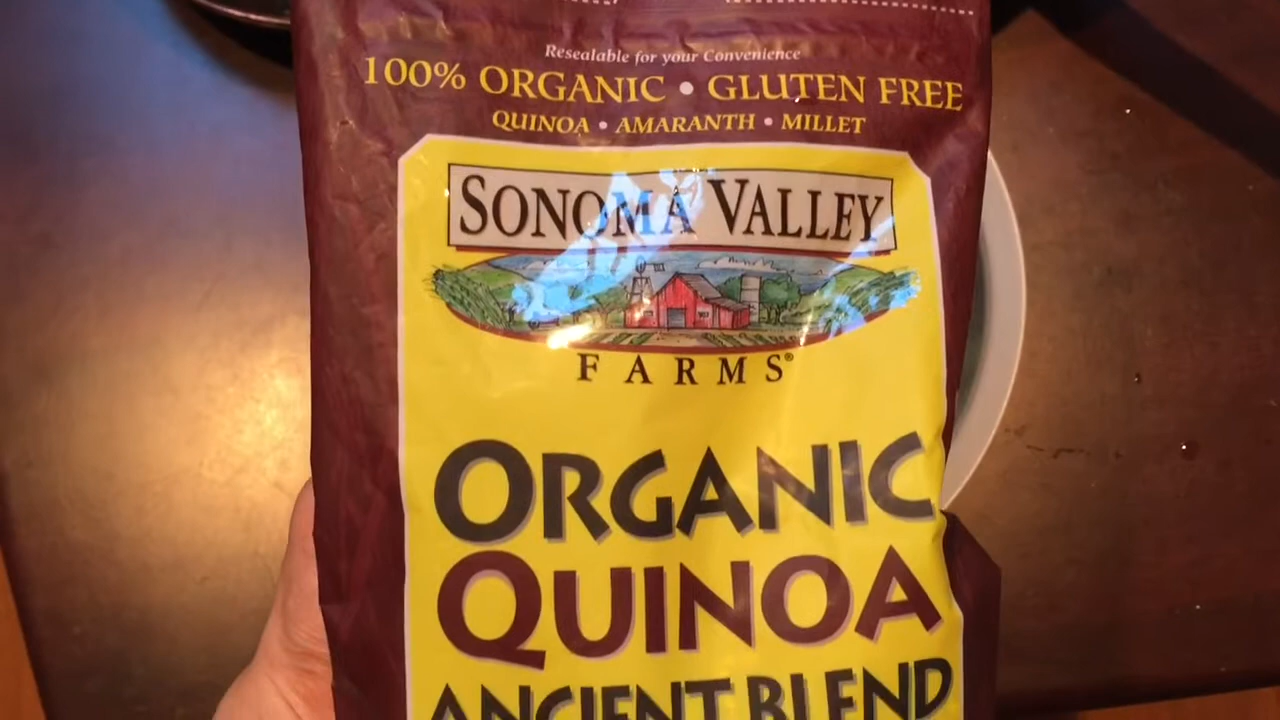 Resealable for your Convenience
100% ORGANIC • GLUTEN FREE
QUINOA • AMARANTH • MILLET
SONOMA VALLEY
FARMS®
ORGANIC
QUINOA
ANCIENT BLEND